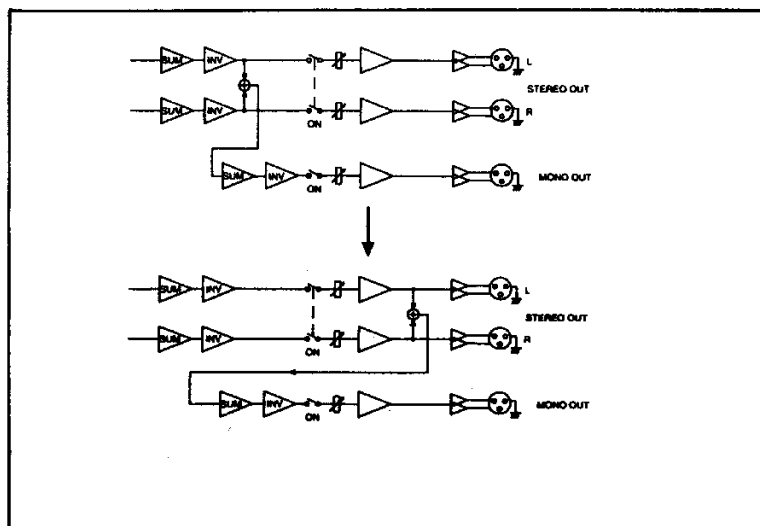 SUM INV L
STEREO OUT
SUM INV R
ON
SUM INV MONO OUT
ON
SUM INV L
STEREO OUT
SUM INV R
ON
SUM INV MONO OUT
ON